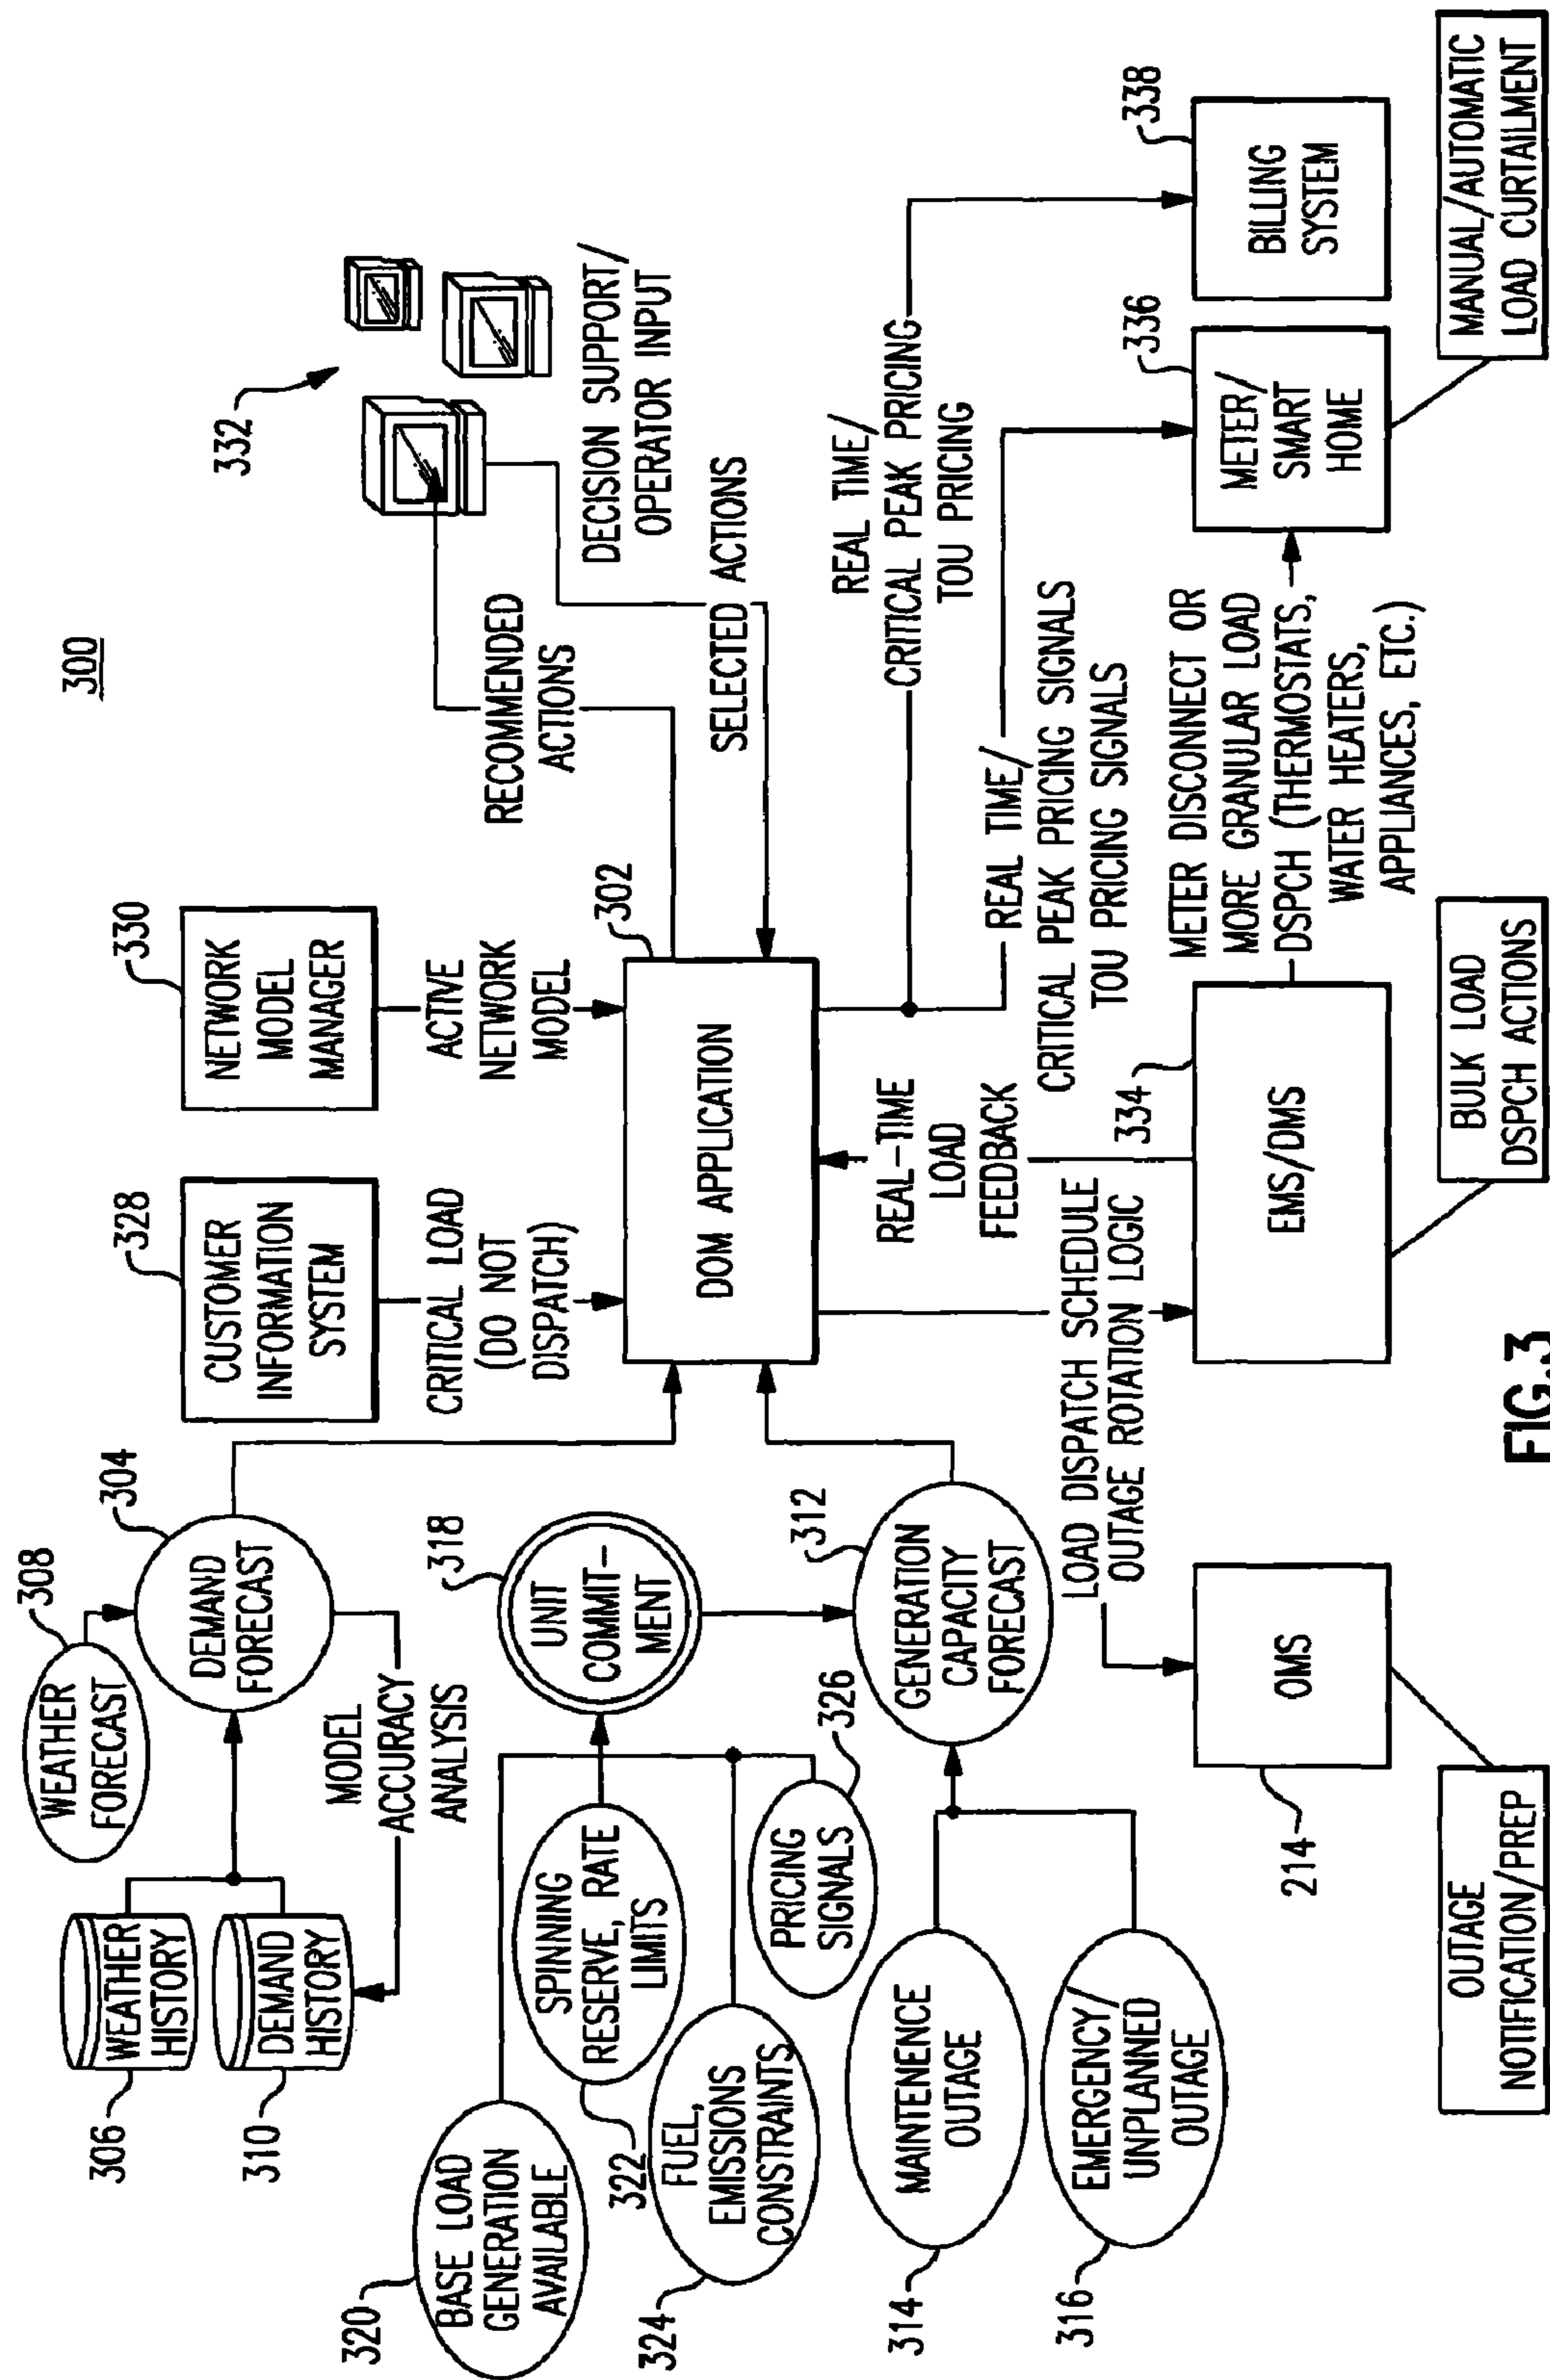 300
308
WEATHER
FORECAST
304
DEMAND
FORECAST
306
WEATHER
HISTORY
310
DEMAND
HISTORY
MODEL
ACCURACY
ANALYSIS
320
BASE LOAD
GENERATION
AVAILABLE
322
SPINNING
RESERVE, RATE
LIMITS
324
FUEL,
EMISSIONS
CONSTRAINTS
326
PRICING
SIGNALS
318
UNIT
COMMIT-
MENT
312
GENERATION
CAPACITY
FORECAST
314
MAINTENENCE
OUTAGE
316
EMERGENCY/
UNPLANNED
OUTAGE
328
CUSTOMER
INFORMATION
SYSTEM
CRITICAL LOAD
(DO NOT
DISPATCH)
330
NETWORK
MODEL
MANAGER
ACTIVE
NETWORK
MODEL
302
DOM APPLICATION
332
RECOMMENDED
ACTIONS
DECISION SUPPORT/
OPERATOR INPUT
SELECTED ACTIONS
REAL TIME/
CRITICAL PEAK PRICING
TOU PRICING
REAL TIME/
CRITICAL PEAK PRICING SIGNALS
TOU PRICING SIGNALS
REAL-TIME
LOAD
FEEDBACK
LOAD DISPATCH SCHEDULE
OUTAGE ROTATION LOGIC
214
OMS
334
EMS/DMS
METER DISCONNECT OR
MORE GRANULAR LOAD
DSPCH (THERMOSTATS,
WATER HEATERS,
APPLIANCES, ETC.)
336
METER/
SMART
HOME
338
BILLING
SYSTEM
OUTAGE
NOTIFICATION/PREP
BULK LOAD
DSPCH ACTIONS
MANUAL/AUTOMATIC
LOAD CURTAILMENT
FIG.3